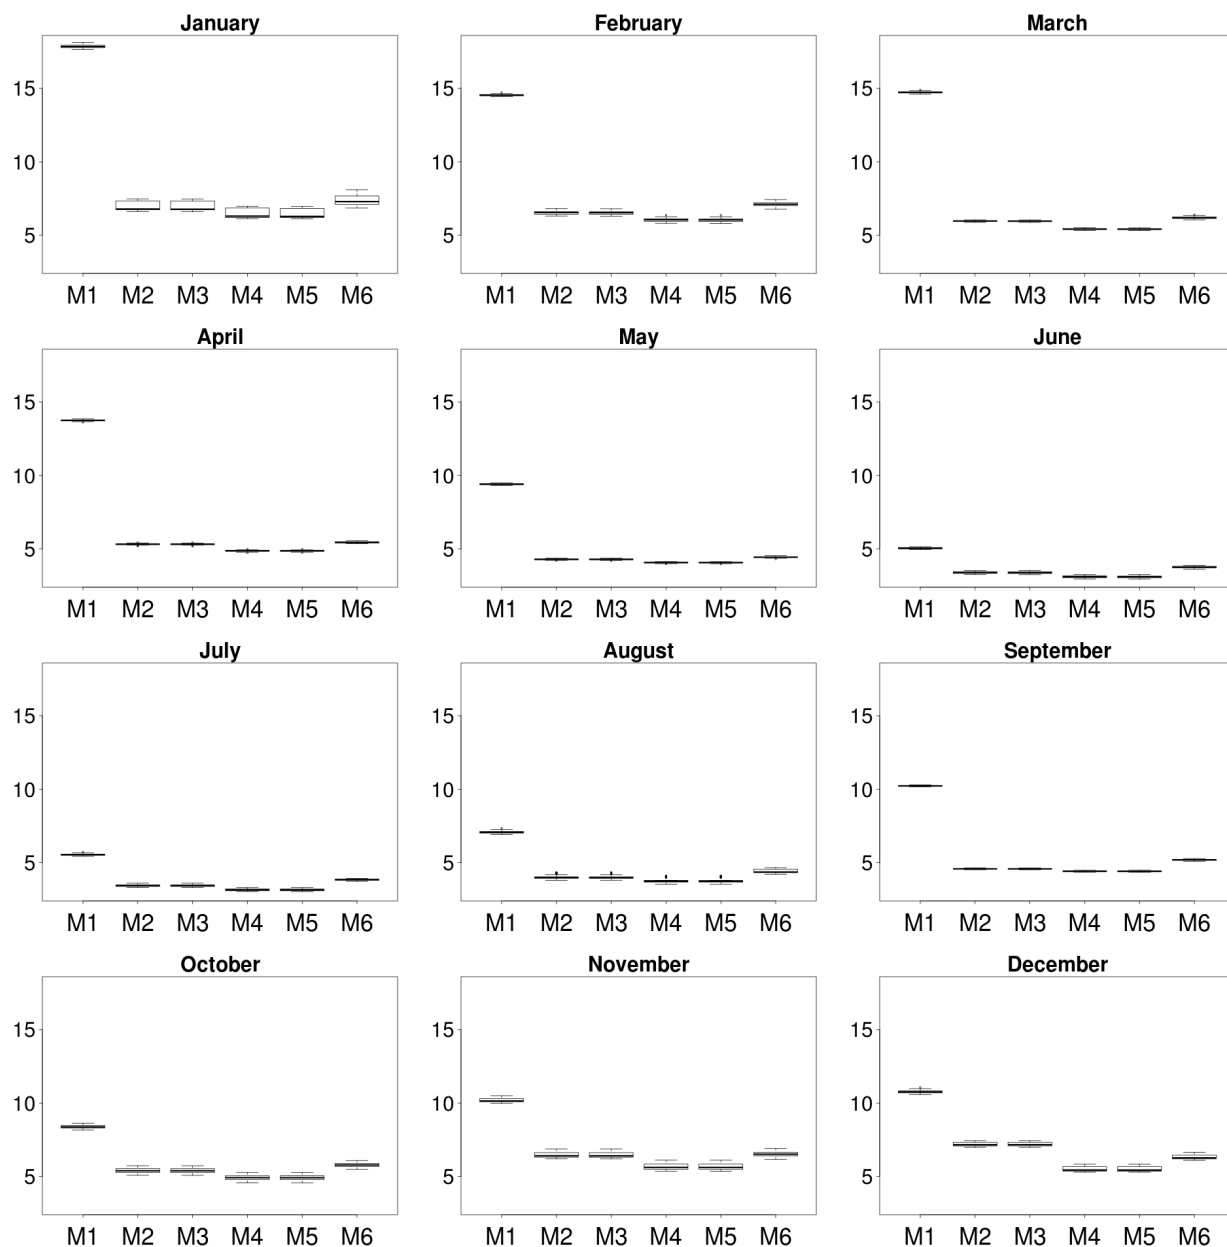 January February March
15 15 15
10 10 10
5 5 5
M1 M2 M3 M4 M5 M6 M1 M2 M3 M4 M5 M6 M1 M2 M3 M4 M5 M6
April May June
15 15 15
10 10 10
5 5 5
M1 M2 M3 M4 M5 M6 M1 M2 M3 M4 M5 M6 M1 M2 M3 M4 M5 M6
July August September
15 15 15
10 10 10
5 5 5
M1 M2 M3 M4 M5 M6 M1 M2 M3 M4 M5 M6 M1 M2 M3 M4 M5 M6
October November December
15 15 15
10 10 10
5 5 5
M1 M2 M3 M4 M5 M6 M1 M2 M3 M4 M5 M6 M1 M2 M3 M4 M5 M6